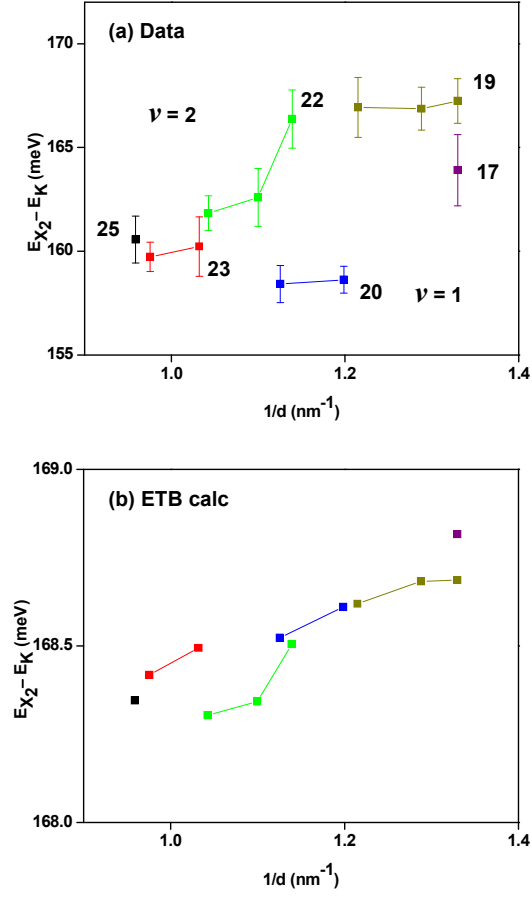 (a) Data
170
165
160
155
E_X₂ – E_K (meV)
ν = 2
22
19
17
25
23
20
ν = 1
1.0
1.2
1.4
1/d (nm⁻¹)
(b) ETB calc
169.0
168.5
168.0
E_X₂ – E_K (meV)
1.0
1.2
1.4
1/d (nm⁻¹)